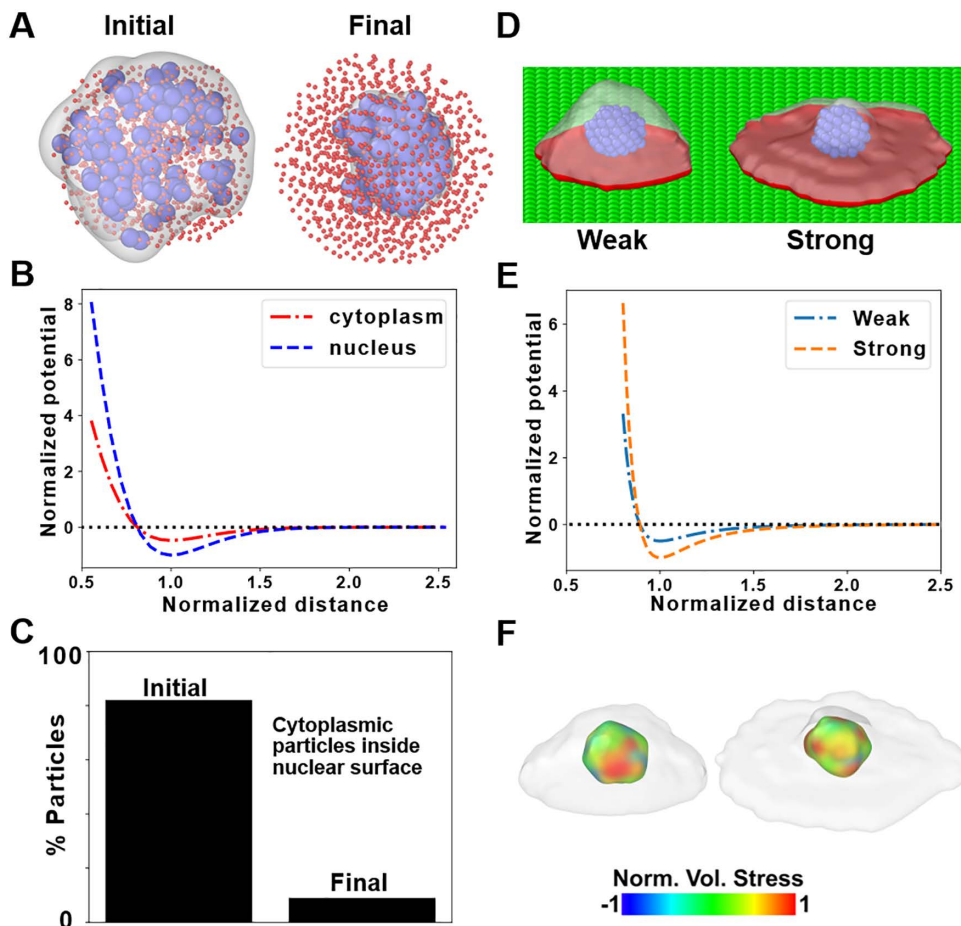 A
Initial
Final
B
8
6
4
2
0
Normalized potential
cytoplasm
nucleus
0.5 1.0 1.5 2.0 2.5
Normalized distance
C
100
0
% Particles
Initial
Cytoplasmic
particles inside
nuclear surface
Final
D
Weak
Strong
E
6
4
2
0
Normalized potential
Weak
Strong
0.5 1.0 1.5 2.0 2.5
Normalized distance
F
Norm. Vol. Stress
-1 1